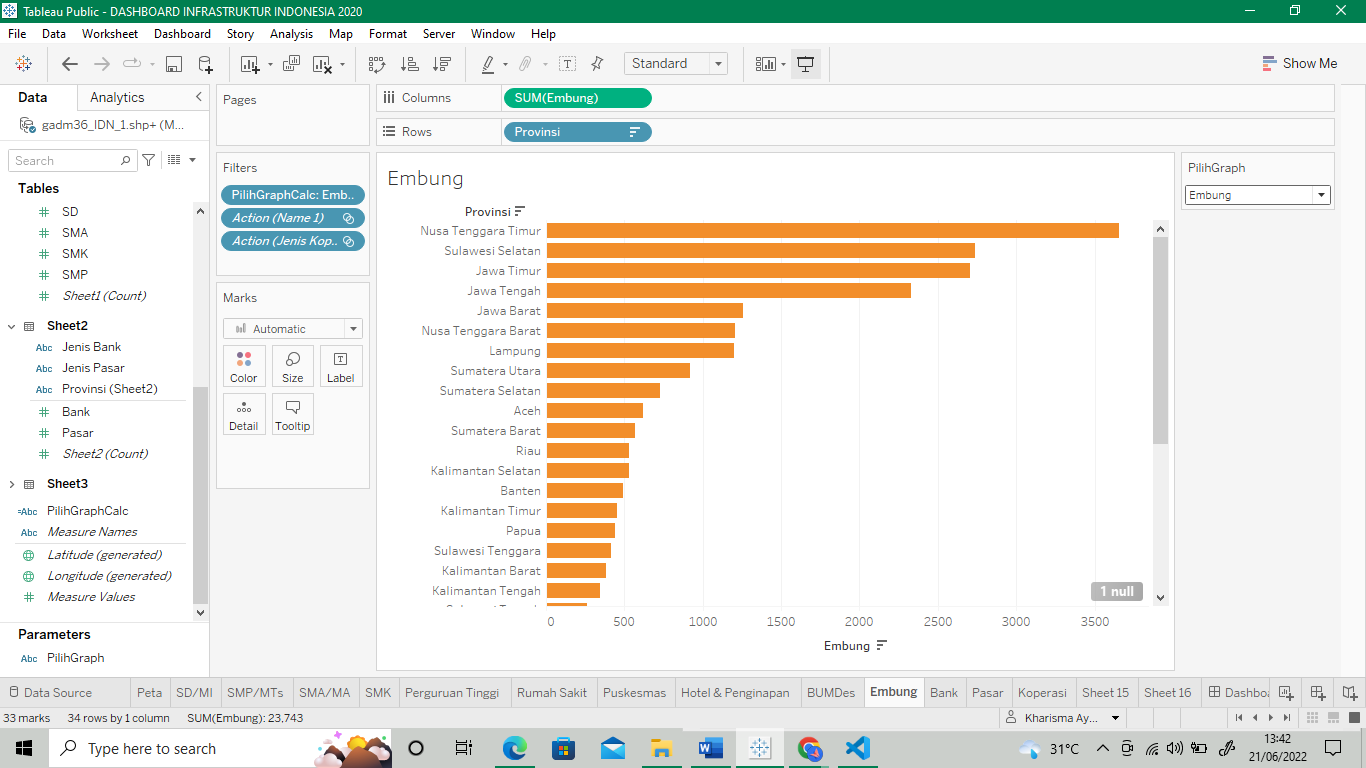 Tableau Public - DASHBOARD INFRASTRUKTUR INDONESIA 2020
File Data Worksheet Dashboard Story Analysis Map Format Server Window Help
Standard
Show Me
Data Analytics
gadm36_IDN_1.shp+ (M...
Search
Tables
SD
SMA
SMK
SMP
Sheet1 (Count)
Sheet2
Abc Jenis Bank
Abc Jenis Pasar
Abc Provinsi (Sheet2)
Bank
Pasar
Sheet2 (Count)
Sheet3
=Abc PilihGraphCalc
Abc Measure Names
Latitude (generated)
Longitude (generated)
Measure Values
Parameters
Abc PilihGraph
Pages
Filters
PilihGraphCalc: Emb..
Action (Name 1)
Action (Jenis Kop..
Marks
Automatic
Color Size Label
Detail Tooltip
Columns SUM(Embung)
Rows Provinsi
Embung
Provinsi
Nusa Tenggara Timur
Sulawesi Selatan
Jawa Timur
Jawa Tengah
Jawa Barat
Nusa Tenggara Barat
Lampung
Sumatera Utara
Sumatera Selatan
Aceh
Sumatera Barat
Riau
Kalimantan Selatan
Banten
Kalimantan Timur
Papua
Sulawesi Tenggara
Kalimantan Barat
Kalimantan Tengah
1 null
0 500 1000 1500 2000 2500 3000 3500
Embung
PilihGraph
Embung
Data Source Peta SD/MI SMP/MTs SMA/MA SMK Perguruan Tinggi Rumah Sakit Puskesmas Hotel & Penginapan BUMDes Embung Bank Pasar Koperasi Sheet 15 Sheet 16 Dashboa
33 marks 34 rows by 1 column SUM(Embung): 23,743
Kharisma Ay...
Type here to search
31°C
13:42
21/06/2022